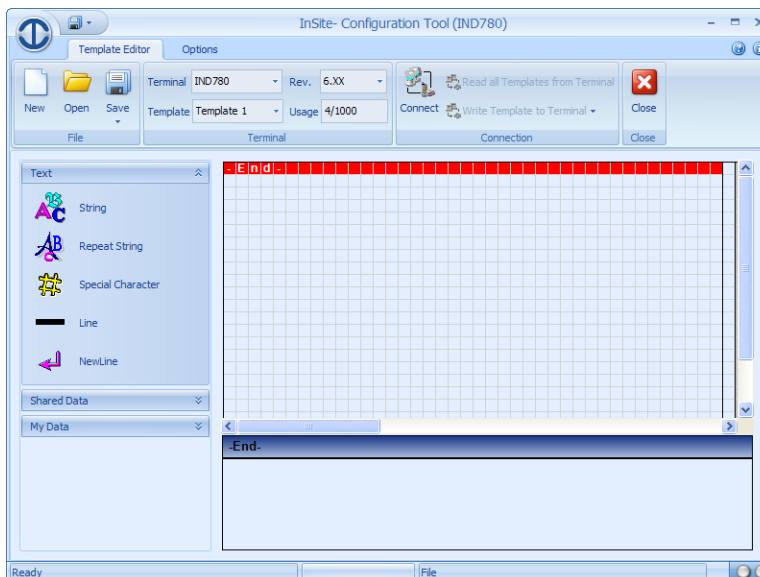 InSite- Configuration Tool (IND780)
Template Editor Options
New Open Save
File
Terminal IND780 Rev. 6.XX
Template Template 1 Usage 4/1000
Terminal
Connect Read all Templates from Terminal
Write Template to Terminal
Connection
Close
Close
Text
String
Repeat String
Special Character
Line
NewLine
Shared Data
My Data
-End-
-End-
Ready File